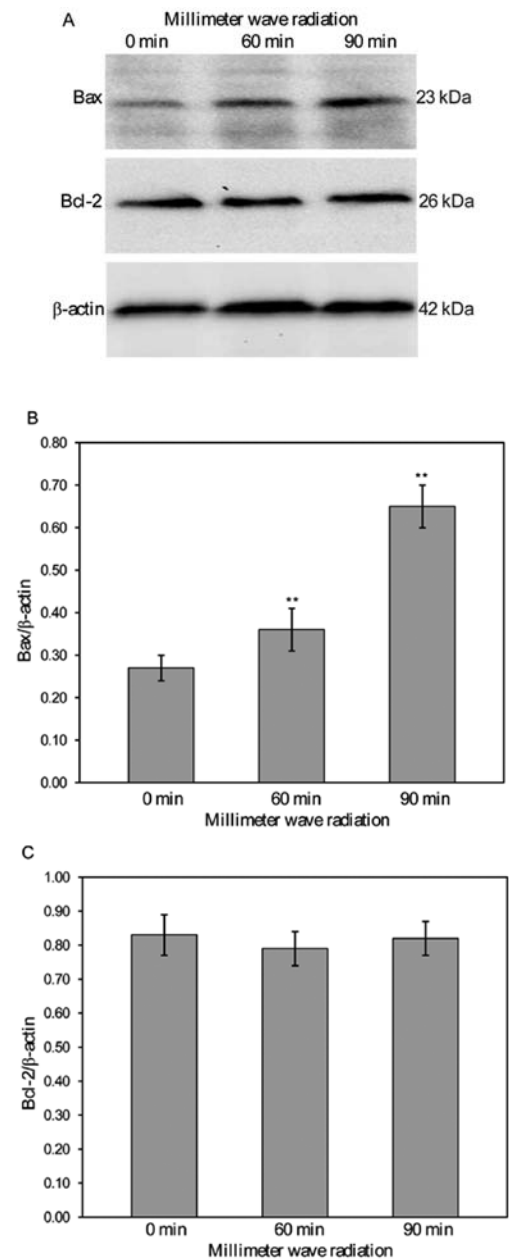 A
Millimeter wave radiation
0 min 60 min 90 min
Bax 23 kDa
Bcl-2 26 kDa
β-actin 42 kDa
B
0.80
0.70
0.60
0.50
0.40
0.30
0.20
0.10
0.00
Bax/β-actin
**
**
0 min 60 min 90 min
Millimeter wave radiation
C
1.00
0.90
0.80
0.70
0.60
0.50
0.40
0.30
0.20
0.10
0.00
Bcl-2/β-actin
0 min 60 min 90 min
Millimeter wave radiation